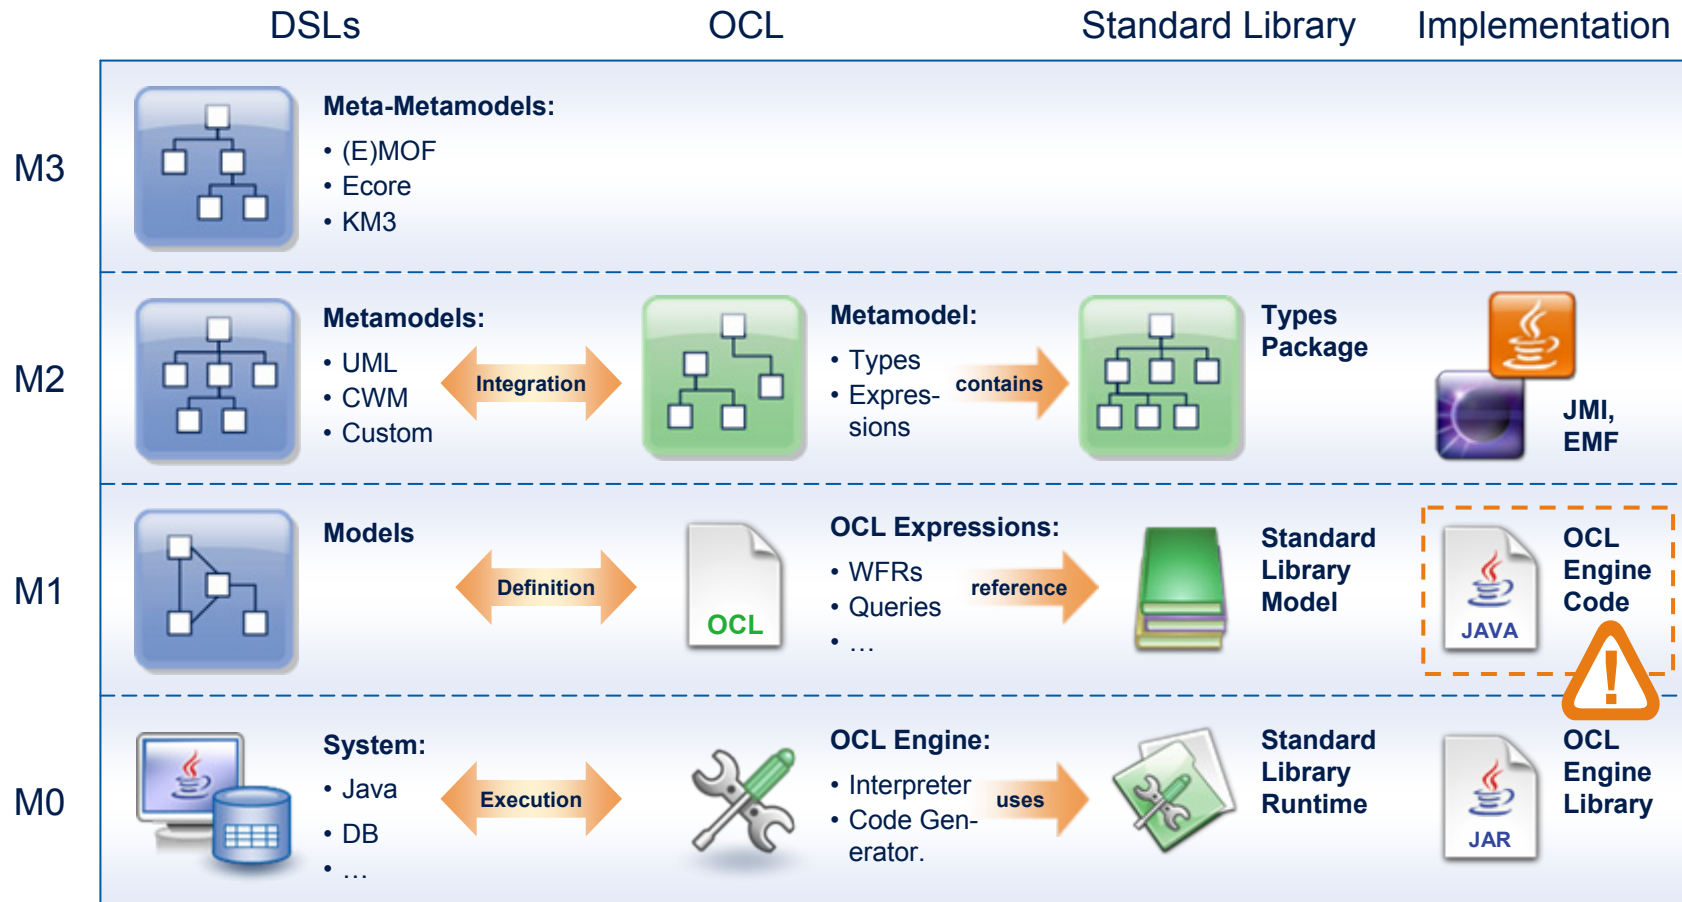 DSLs
OCL
Standard Library
Implementation
M3
Meta-Metamodels:
• (E)MOF
• Ecore
• KM3
M2
Metamodels:
• UML
• CWM
• Custom
Integration
Metamodel:
• Types
• Expres-
sions
contains
Types
Package
JMI,
EMF
M1
Models
Definition
OCL
OCL Expressions:
• WFRs
• Queries
• …
reference
Standard
Library
Model
JAVA
OCL
Engine
Code
!
M0
System:
• Java
• DB
• …
Execution
OCL Engine:
• Interpreter
• Code Gen-
erator.
uses
Standard
Library
Runtime
JAR
OCL
Engine
Library